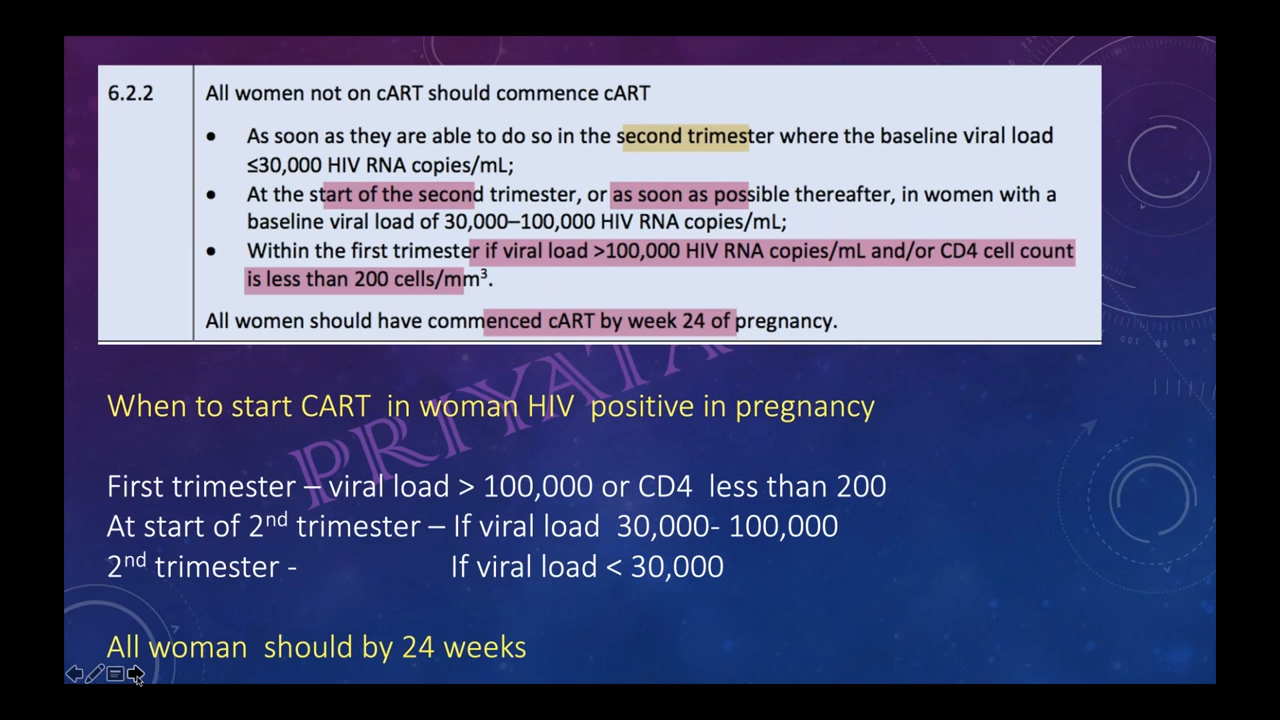 6.2.2 All women not on cART should commence cART
• As soon as they are able to do so in the second trimester where the baseline viral load
≤30,000 HIV RNA copies/mL;
• At the start of the second trimester, or as soon as possible thereafter, in women with a
baseline viral load of 30,000–100,000 HIV RNA copies/mL;
• Within the first trimester if viral load >100,000 HIV RNA copies/mL and/or CD4 cell count
is less than 200 cells/mm³.
All women should have commenced cART by week 24 of pregnancy.
When to start CART in woman HIV positive in pregnancy
First trimester – viral load > 100,000 or CD4 less than 200
At start of 2nd trimester – If viral load 30,000- 100,000
2nd trimester - If viral load < 30,000
All woman should by 24 weeks